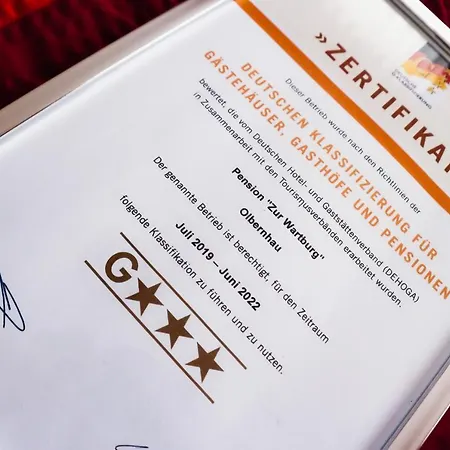 »ZERTIFIKA
Dieser Betrieb wurde nach den Richtlinien der
DEUTSCHEN KLASSIFIZIERUNG FÜR
GÄSTEHÄUSER, GASTHÖFE UND PENSIONEN
bewertet, die vom Deutschen Hotel- und Gaststättenverband (DEHOGA)
in Zusammenarbeit mit den Tourismusverbänden erarbeitet wurden.
Pension "Zur Wartburg"
Olbernhau
Der genannte Betrieb ist berechtigt, für den Zeitraum
Juli 2019 – Juni 2022
folgende Klassifikation zu führen und zu nutzen.
G★★★